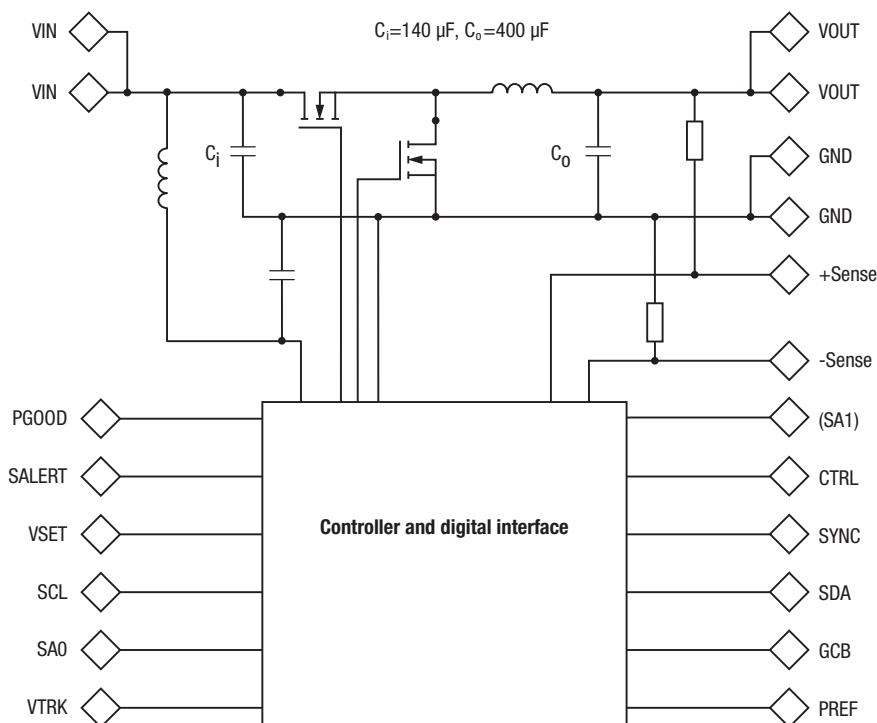 VIN
Cᵢ=140 µF, Cₒ=400 µF
VOUT
VIN
VOUT
Cᵢ
Cₒ
GND
GND
+Sense
-Sense
PGOOD
(SA1)
SALERT
CTRL
VSET
Controller and digital interface
SYNC
SCL
SDA
SA0
GCB
VTRK
PREF